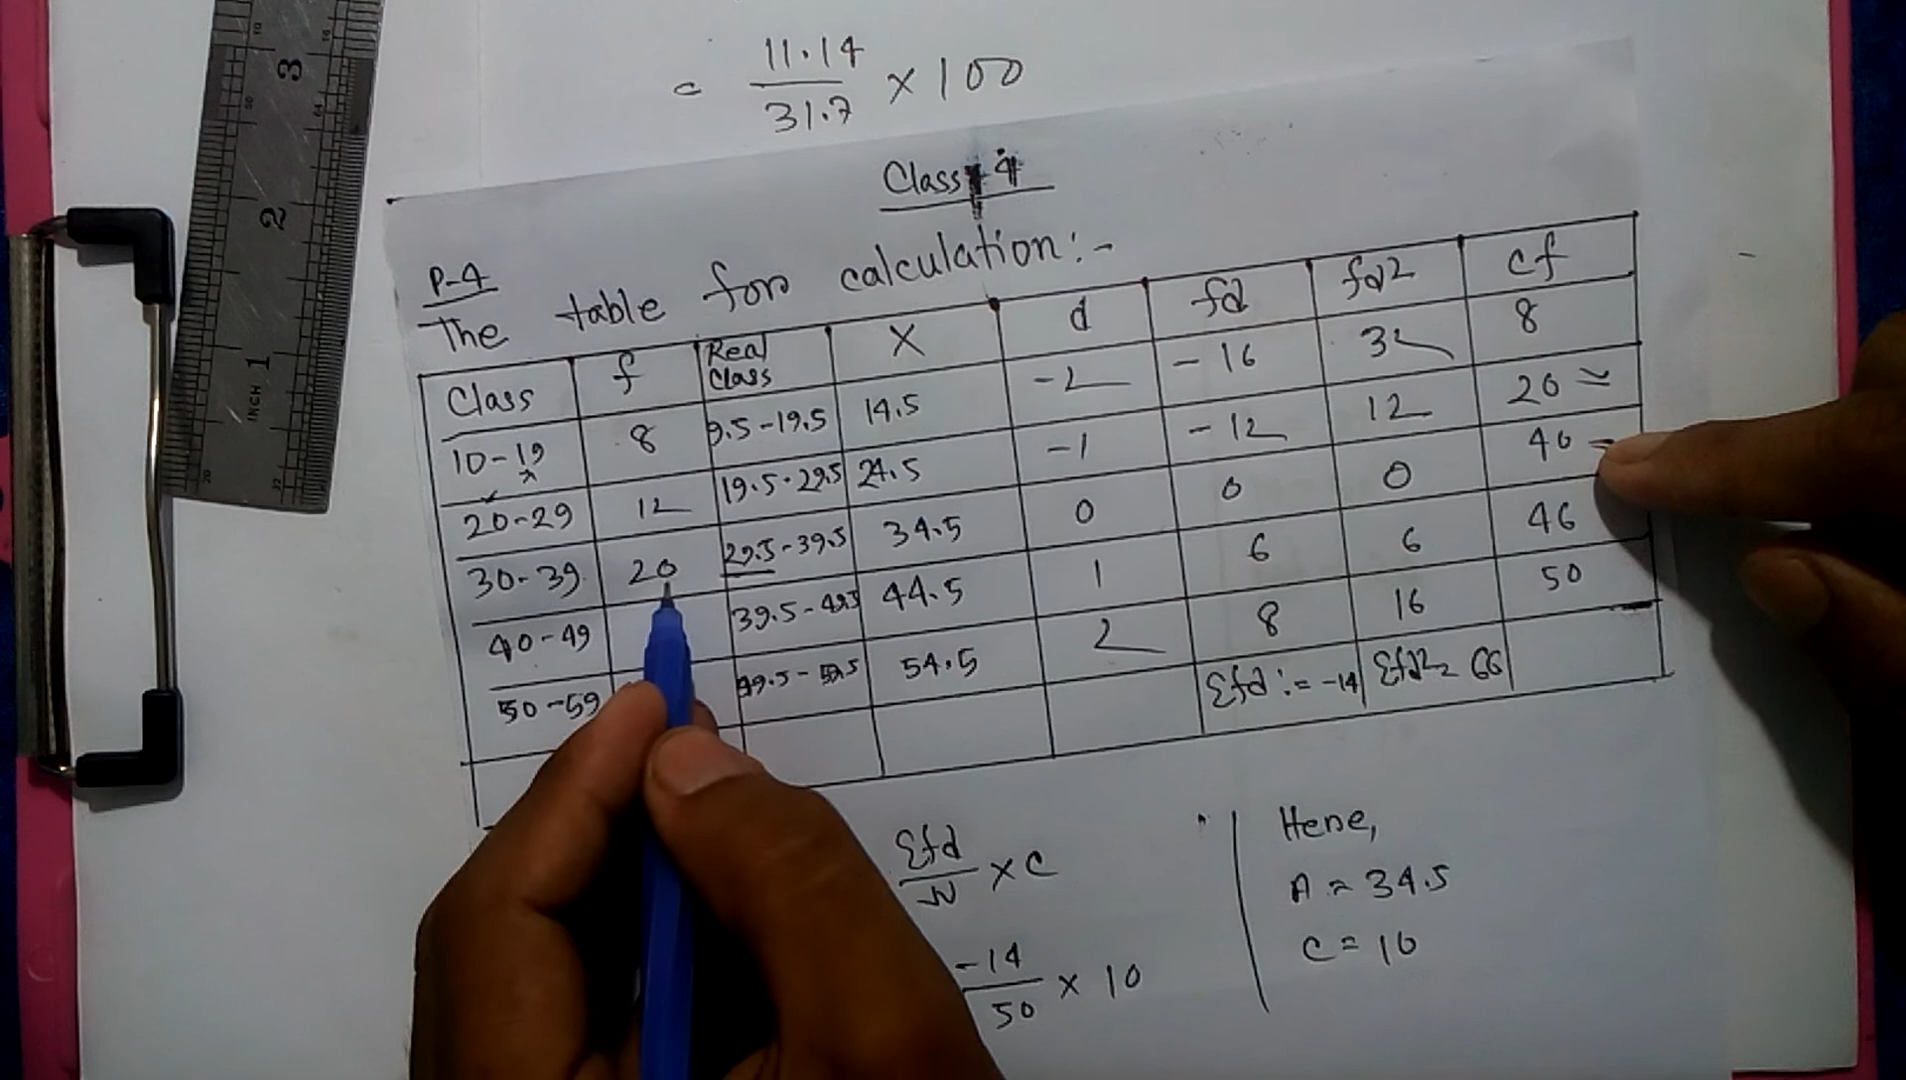 = 11.14 / 31.7 × 100
Class 4
P-4
The table for calculation:-
Class f Real Class X d fd fd2 cf
10-19 8 9.5-19.5 14.5 -2 -16 32 8
20-29 12 19.5-29.5 24.5 -1 -12 12 20
30-39 20 29.5-39.5 34.5 0 0 0 40
40-49 39.5-49.5 44.5 1 6 6 46
50-59 49.5-59.5 54.5 2 8 16 50
Σfd := -14 Σfd2= 66
Σfd / N × C
-14 / 50 × 10
Here,
A = 34.5
C = 10
3
2
1
INCH